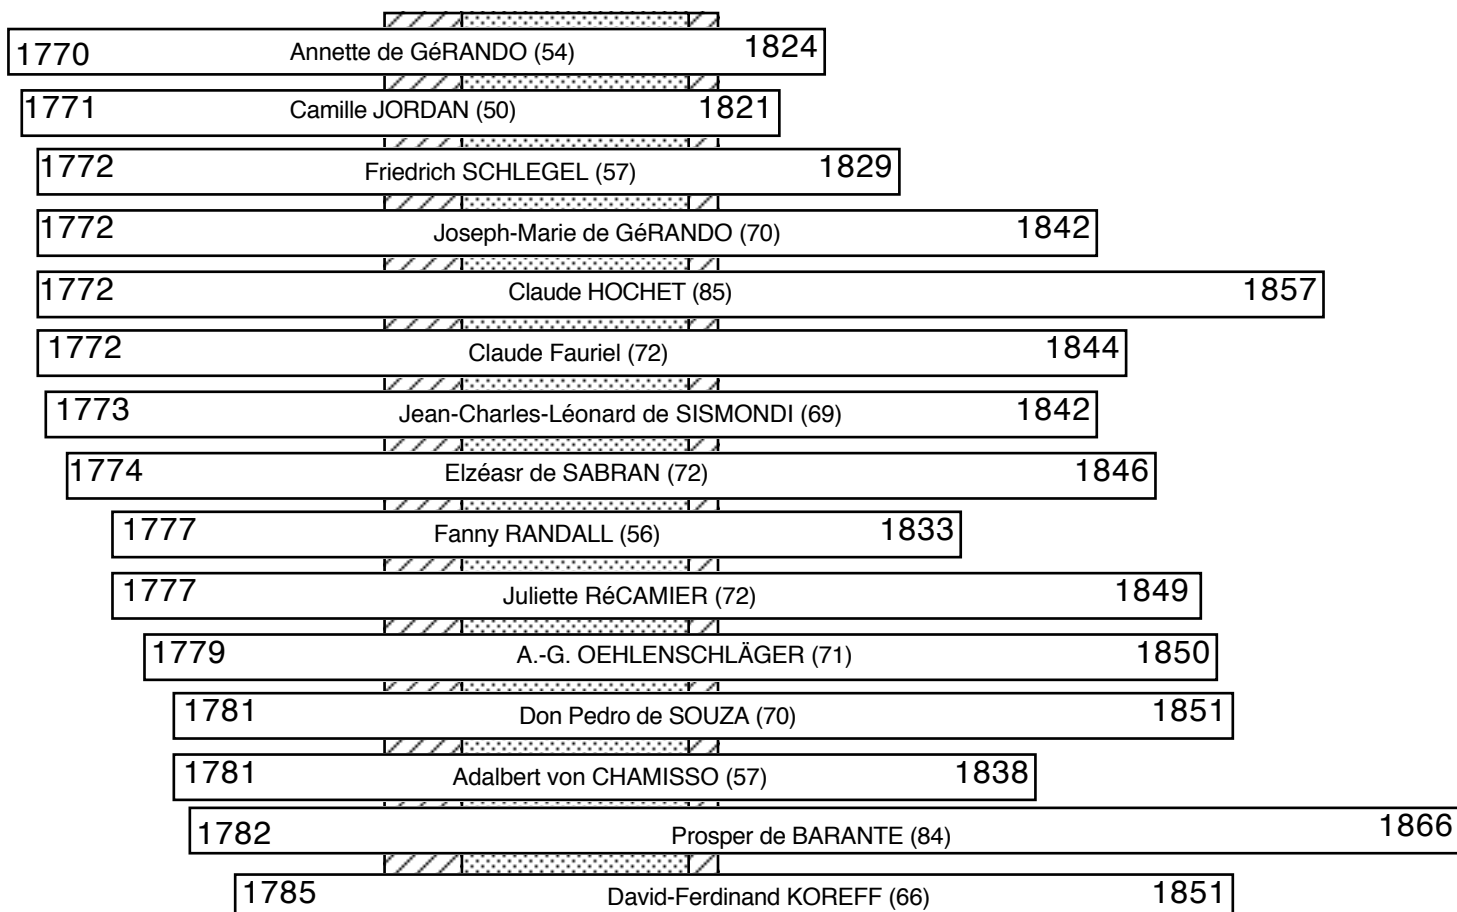 1770 Annette de GéRANDO (54) 1824
1771 Camille JORDAN (50) 1821
1772 Friedrich SCHLEGEL (57) 1829
1772 Joseph-Marie de GéRANDO (70) 1842
1772 Claude HOCHET (85) 1857
1772 Claude Fauriel (72) 1844
1773 Jean-Charles-Léonard de SISMONDI (69) 1842
1774 Elzéasr de SABRAN (72) 1846
1777 Fanny RANDALL (56) 1833
1777 Juliette RéCAMIER (72) 1849
1779 A.-G. OEHLENSCHLÄGER (71) 1850
1781 Don Pedro de SOUZA (70) 1851
1781 Adalbert von CHAMISSO (57) 1838
1782 Prosper de BARANTE (84) 1866
1785 David-Ferdinand KOREFF (66) 1851